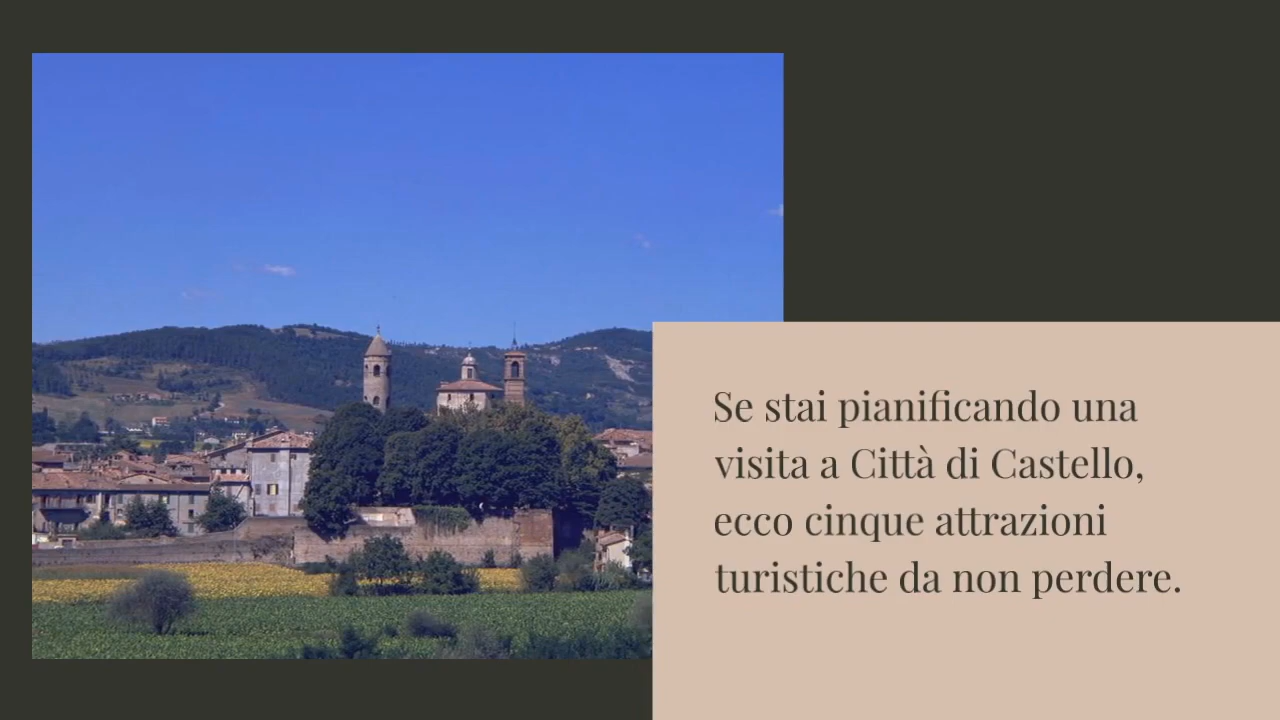 Se stai pianificando una
visita a Città di Castello,
ecco cinque attrazioni
turistiche da non perdere.